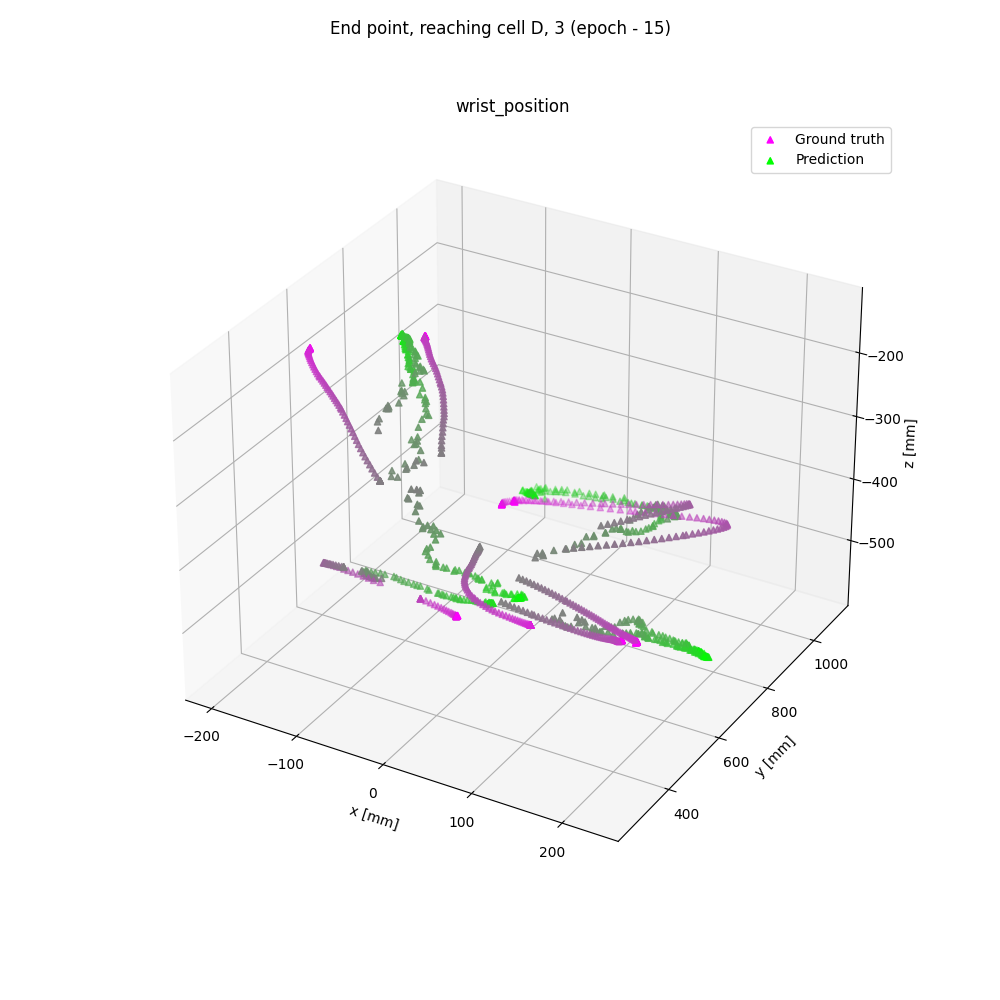 End point, reaching cell D, 3 (epoch - 15)
wrist_position
Ground truth
Prediction
−200
−300
−400
−500
z [mm]
1000
800
600
400
y [mm]
−200
−100
0
100
200
x [mm]